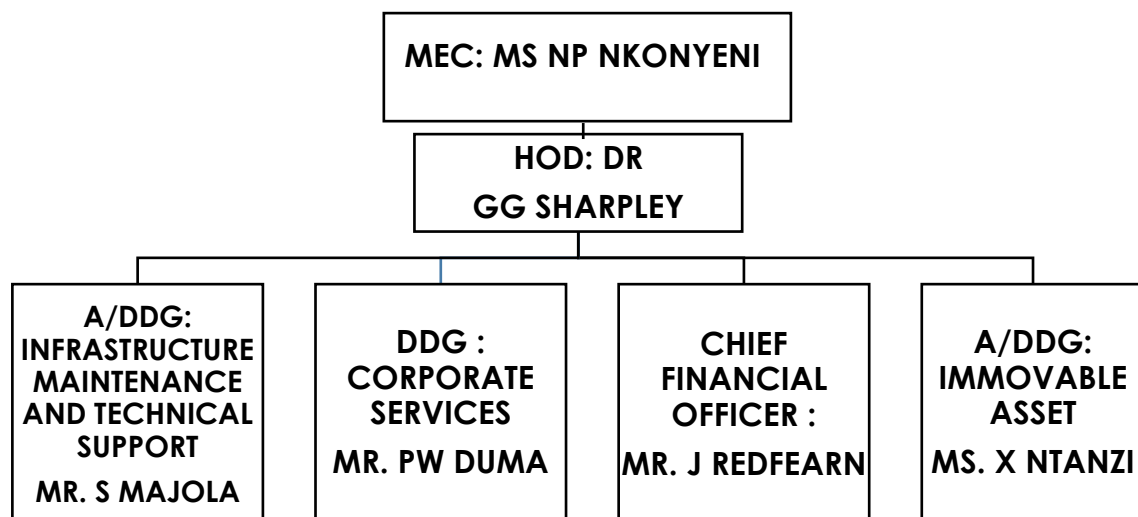 MEC: MS NP NKONYENI
HOD: DR
GG SHARPLEY
A/DDG:
INFRASTRUCTURE
MAINTENANCE
AND TECHNICAL
SUPPORT
MR. S MAJOLA
DDG :
CORPORATE
SERVICES
MR. PW DUMA
CHIEF
FINANCIAL
OFFICER :
MR. J REDFEARN
A/DDG:
IMMOVABLE
ASSET
MS. X NTANZI